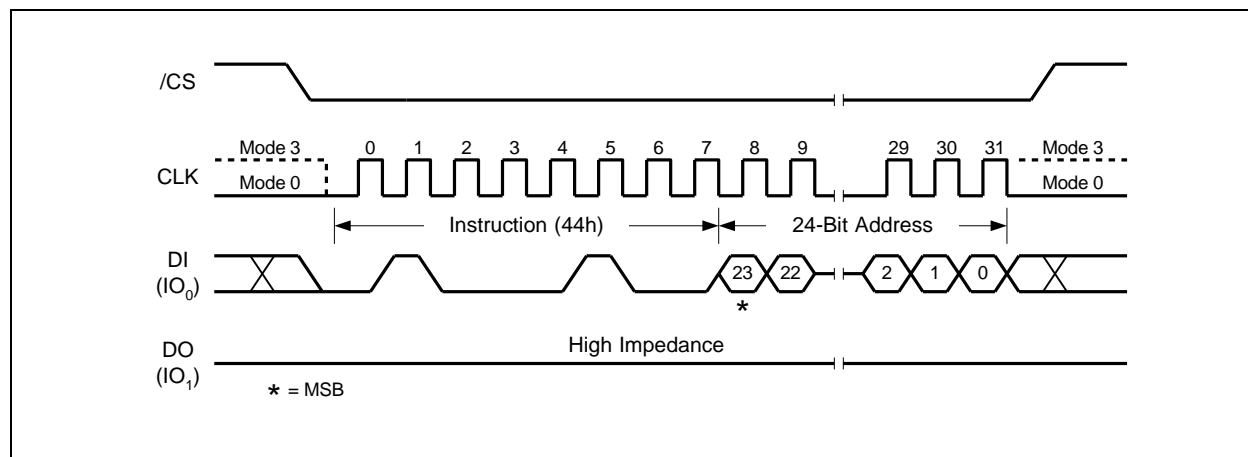 /CS
Mode 3 0 1 2 3 4 5 6 7 8 9 29 30 31 Mode 3
CLK Mode 0 Mode 0
Instruction (44h) 24-Bit Address
DI
(IO₀) 23 22 2 1 0
*
DO High Impedance
(IO₁)
* = MSB